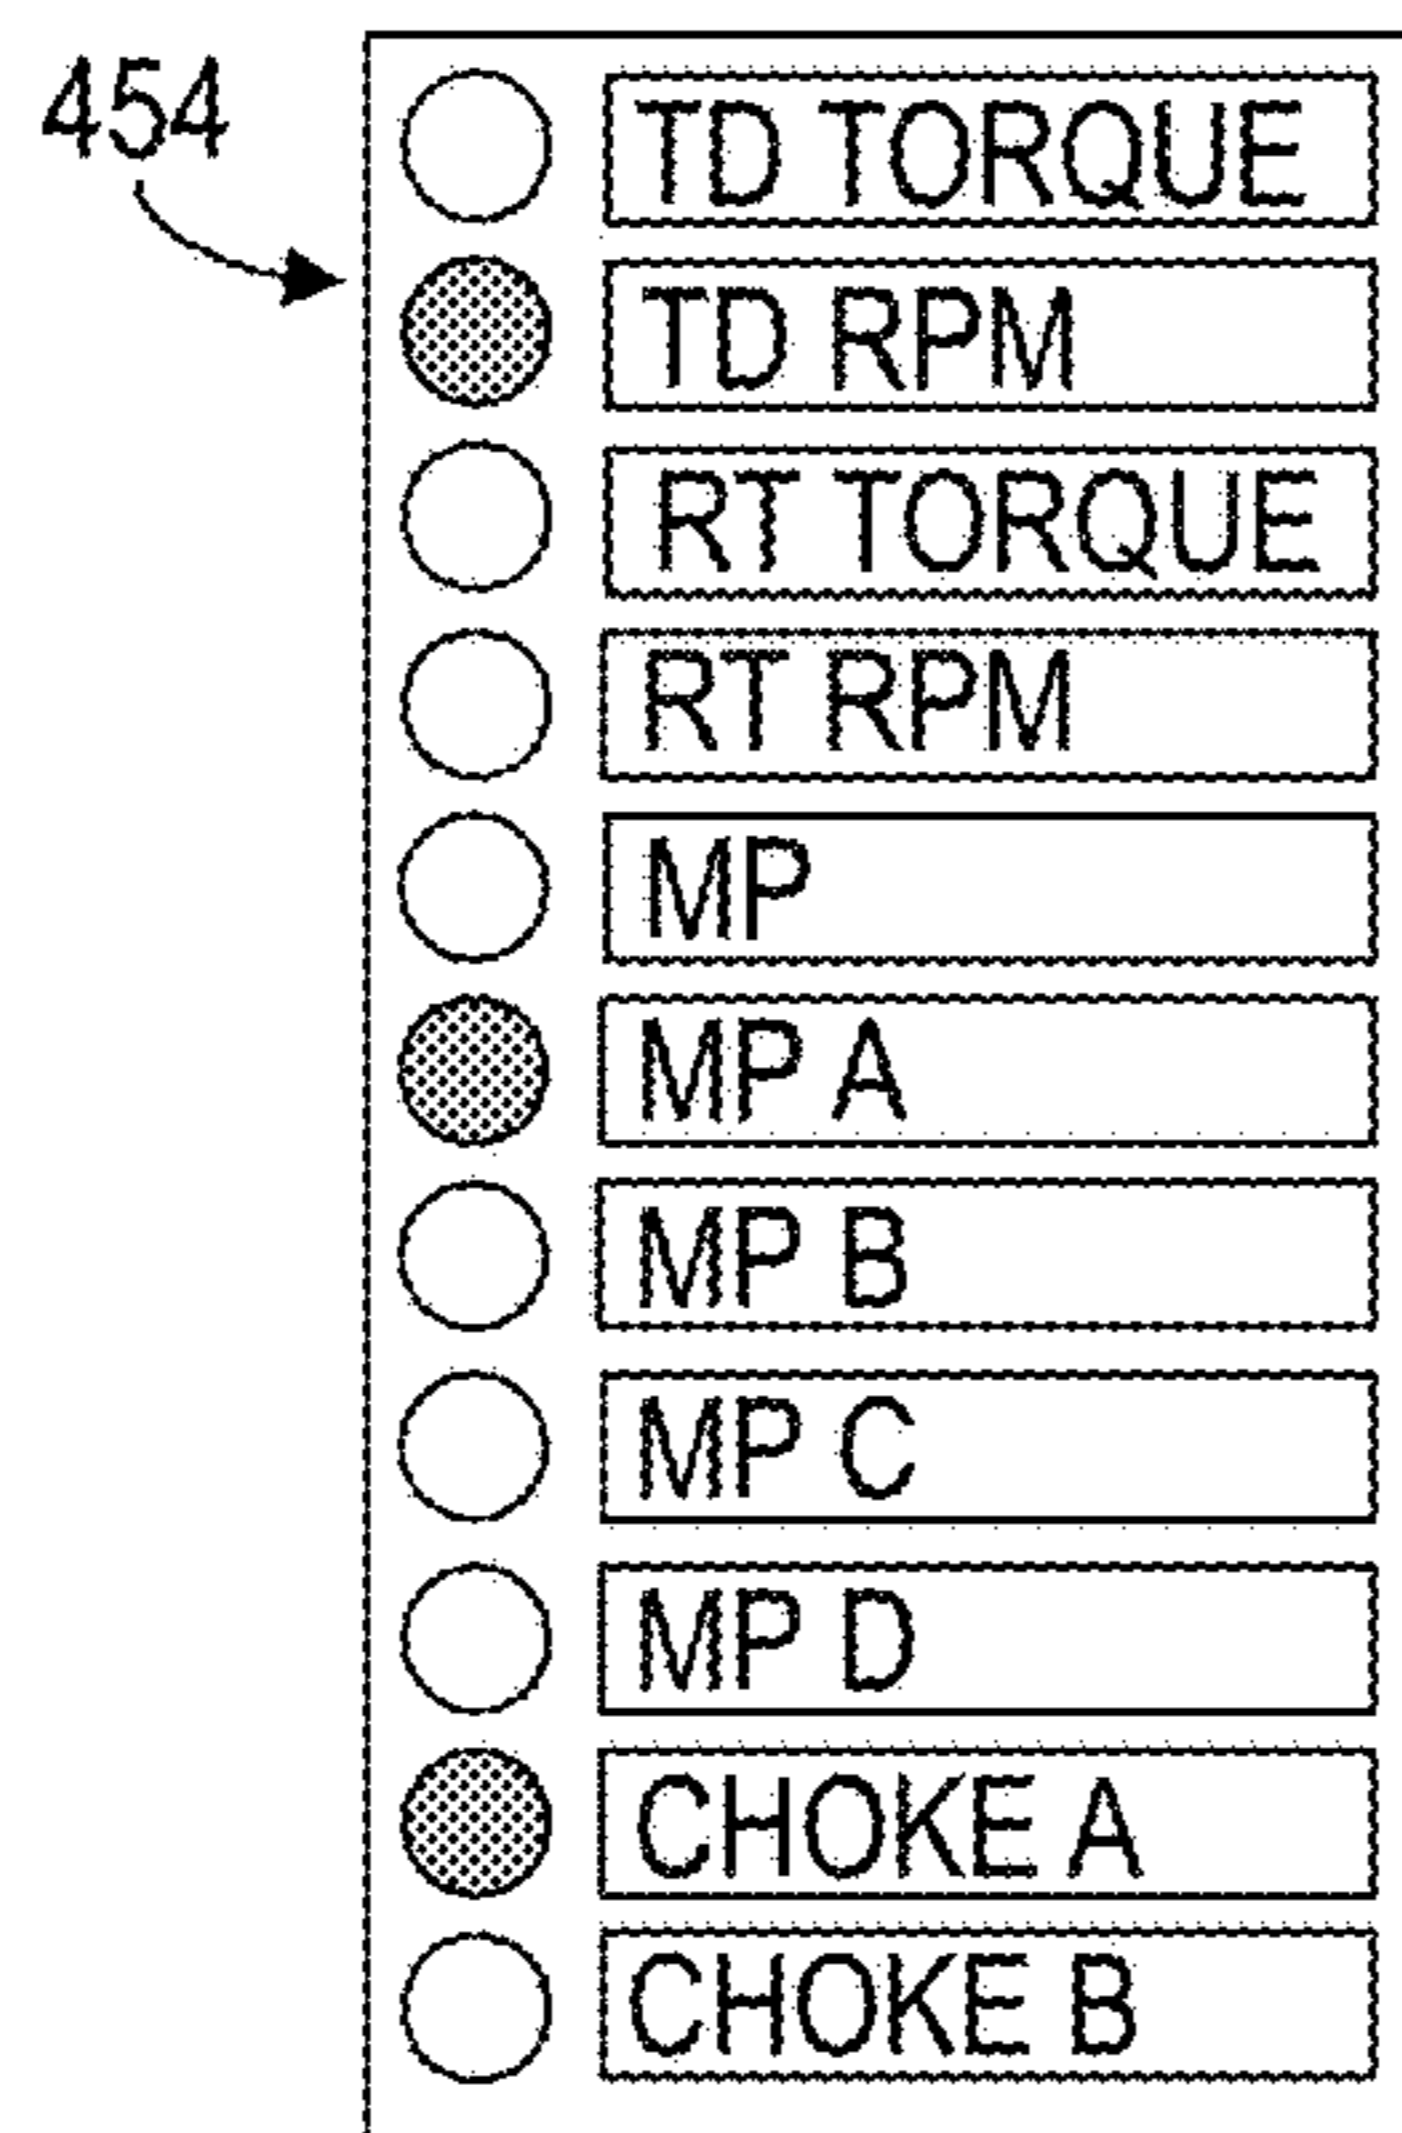 454
TD TORQUE
TD RPM
RT TORQUE
RT RPM
MP
MP A
MP B
MP C
MP D
CHOKE A
CHOKE B